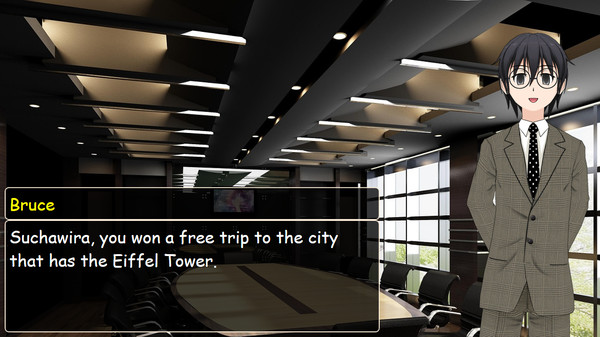 Bruce
Suchawira, you won a free trip to the city
that has the Eiffel Tower.